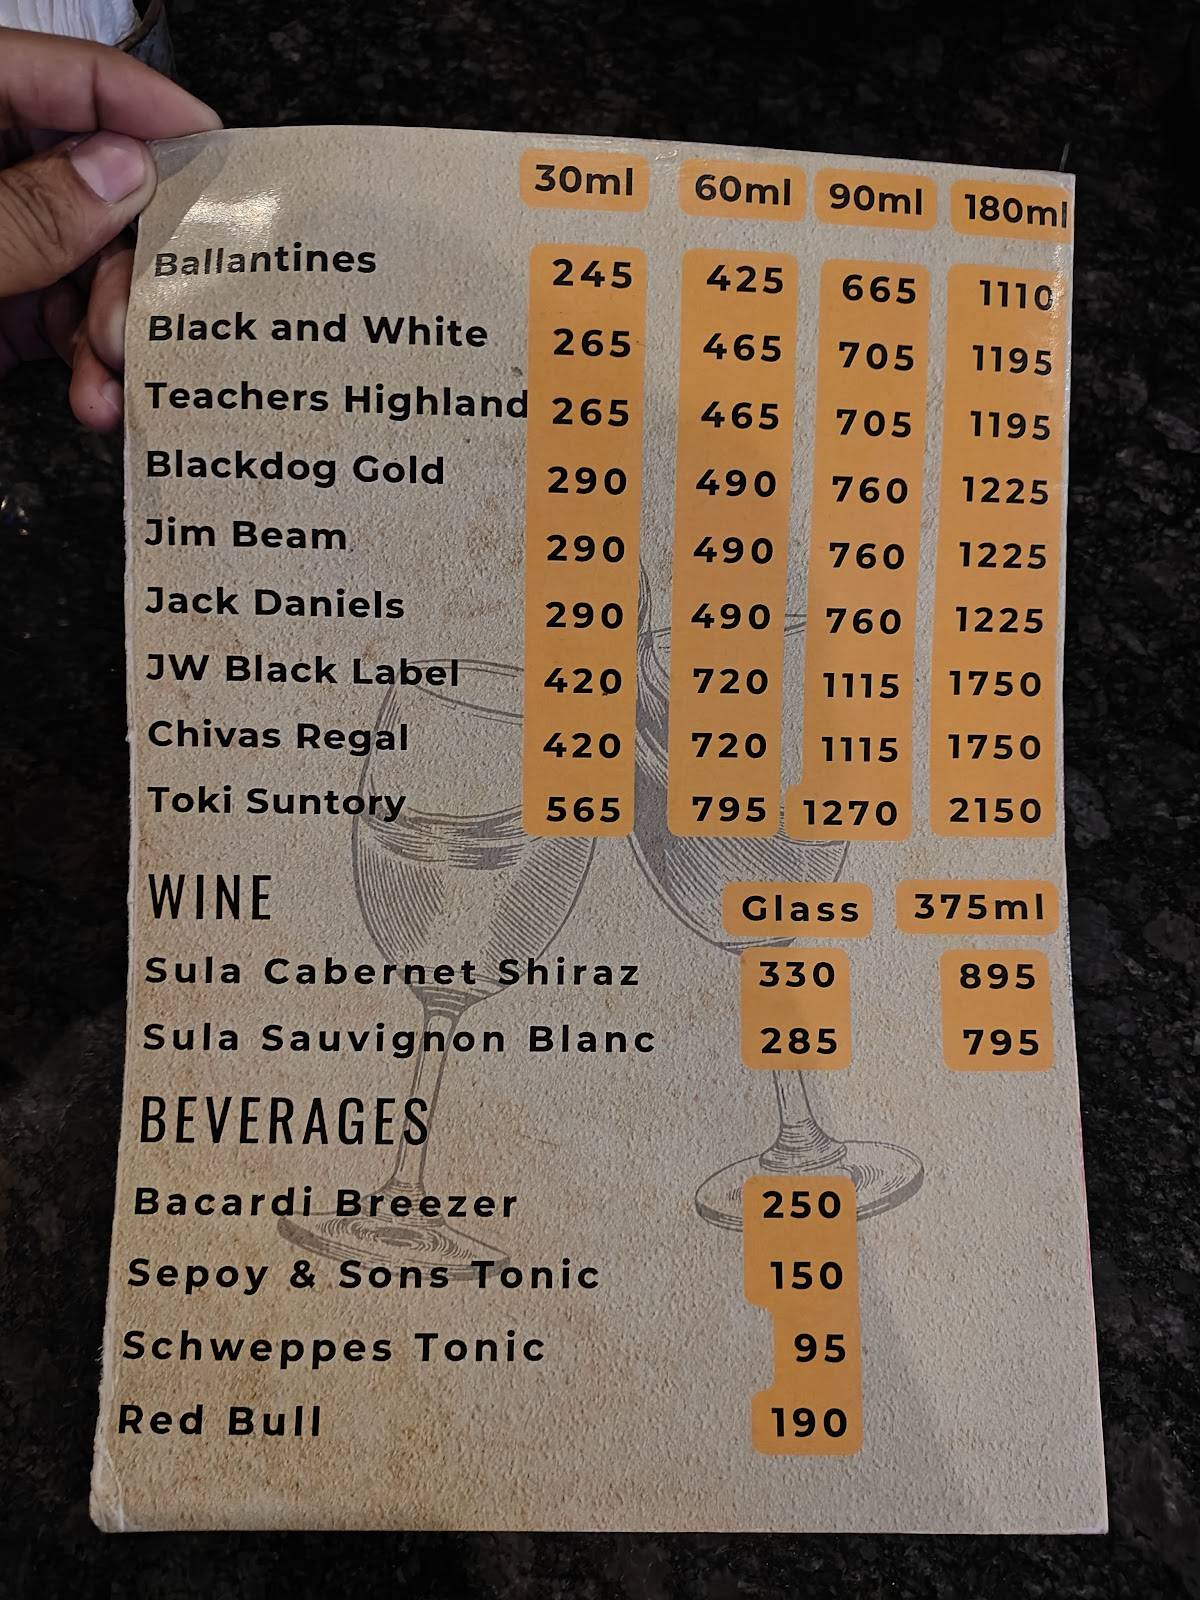 30ml 60ml 90ml 180ml
Ballantines 245 425 665 1110
Black and White 265 465 705 1195
Teachers Highland 265 465 705 1195
Blackdog Gold 290 490 760 1225
Jim Beam 290 490 760 1225
Jack Daniels 290 490 760 1225
JW Black Label 420 720 1115 1750
Chivas Regal 420 720 1115 1750
Toki Suntory 565 795 1270 2150
WINE Glass 375ml
Sula Cabernet Shiraz 330 895
Sula Sauvignon Blanc 285 795
BEVERAGES
Bacardi Breezer 250
Sepoy & Sons Tonic 150
Schweppes Tonic 95
Red Bull 190